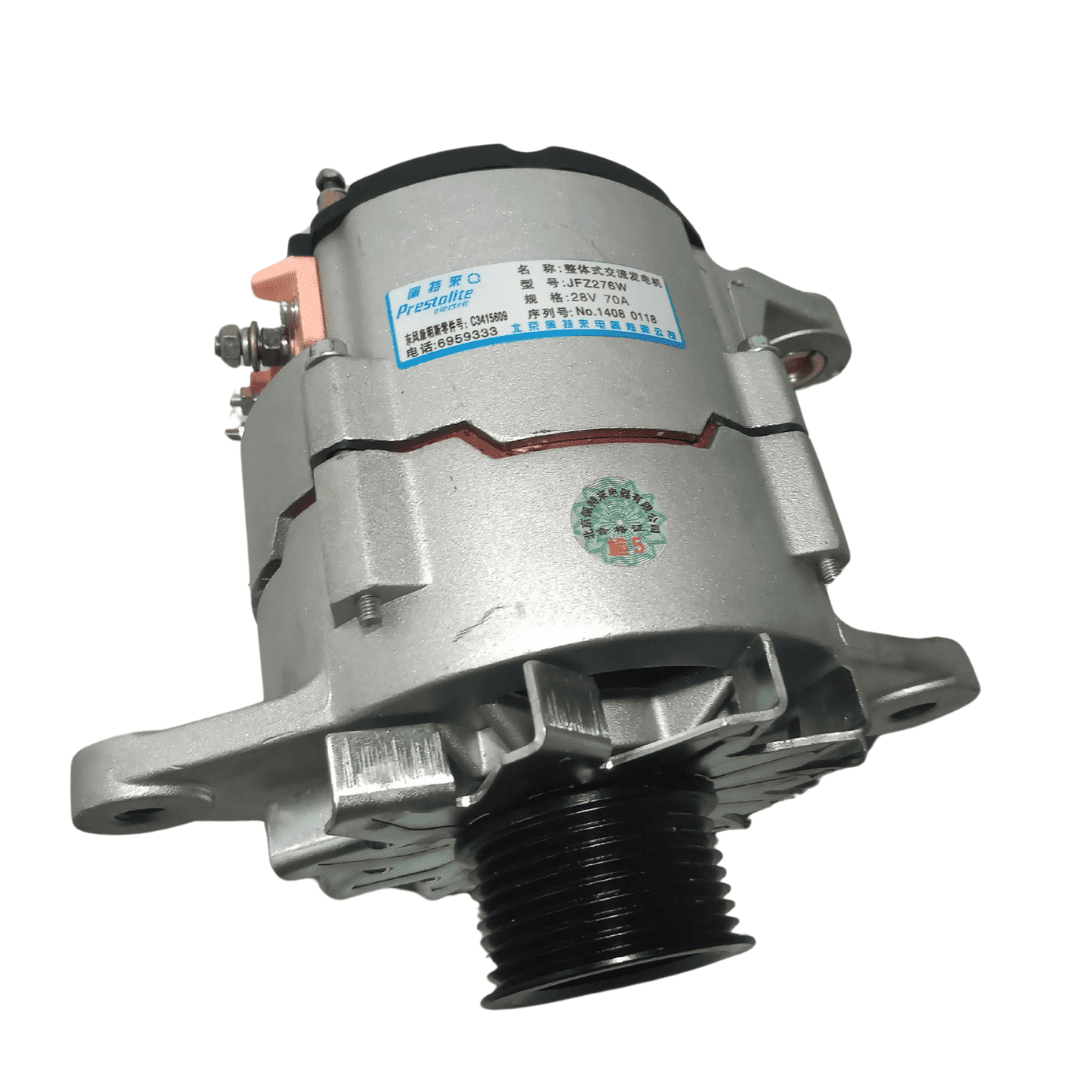 佩特来
Prestolite
electric
东风康明斯零件号: C3415609
电话:6959333
名 称:整体式交流发电机
型 号:JFZ276W
规 格:28V 70A
序列号:No.1408 0118
北京佩特来电器有限公司
北京佩特来电器有限公司
合格证
5